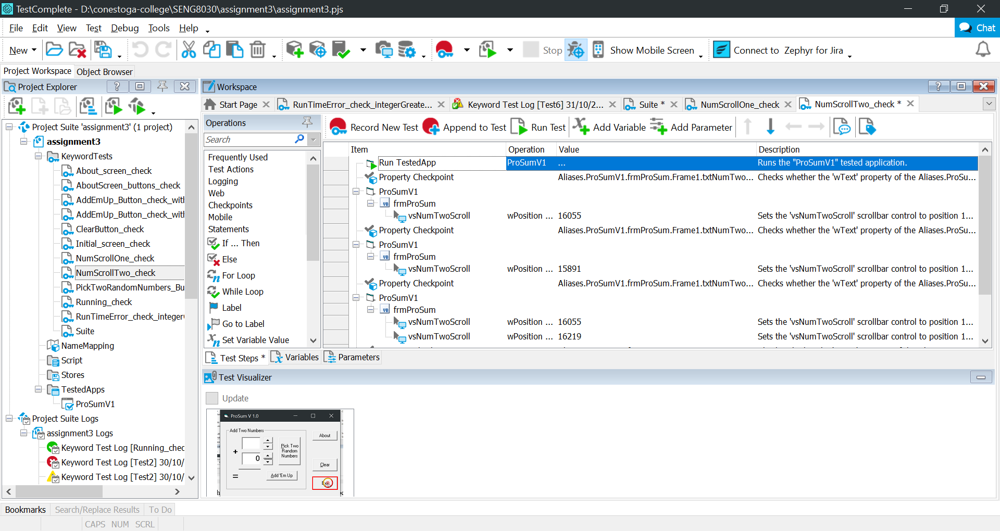 TestComplete - D:\conestoga-college\SENG8030\assignment3\assignment3.pjs
File Edit View Test Tools Debug Help
Chat
New
Stop
Show Mobile Screen
Connect to Zephyr for Jira
Project Workspace
Object Browser
Project Explorer
Workspace
Start Page
RunTimeError_check_integerGreate...
Keyword Test Log [Test6] 31/10/2...
Suite *
NumScrollOne_check
NumScrollTwo_check *
Project Suite 'assignment3' (1 project)
assignment3
KeywordTests
About_screen_check
AboutScreen_buttons_check
AddEmUp_Button_check_with
AddEmUp_Button_check_with
ClearButton_check
Initial_screen_check
NumScrollOne_check
NumScrollTwo_check
PickTwoRandomNumbers_Bu
Running_check
RunTimeError_check_integer
Suite
NameMapping
Script
Stores
TestedApps
ProSumV1
Project Suite Logs
assignment3 Logs
Keyword Test Log [Running_chec
Keyword Test Log [Test2] 30/10/
Keyword Test Log [Test2] 30/10/
Operations
Search
Frequently Used
Test Actions
Logging
Web
Checkpoints
Mobile
Statements
If ... Then
Else
For Loop
While Loop
Label
Go to Label
Set Variable Value
Record New Test
Append to Test
Run Test
Add Variable
Add Parameter
Item Operation Value Description
Run TestedApp ProSumV1 ... Runs the "ProSumV1" tested application.
Property Checkpoint Aliases.ProSumV1.frmProSum.Frame1.txtNumTwo... Checks whether the 'wText' property of the Aliases.ProSu...
ProSumV1
frmProSum
vsNumTwoScroll wPosition ... 16055 Sets the 'vsNumTwoScroll' scrollbar control to position 1...
Property Checkpoint Aliases.ProSumV1.frmProSum.Frame1.txtNumTwo... Checks whether the 'wText' property of the Aliases.ProSu...
ProSumV1
frmProSum
vsNumTwoScroll wPosition ... 15891 Sets the 'vsNumTwoScroll' scrollbar control to position 1...
Property Checkpoint Aliases.ProSumV1.frmProSum.Frame1.txtNumTwo... Checks whether the 'wText' property of the Aliases.ProSu...
ProSumV1
frmProSum
vsNumTwoScroll wPosition ... 16055 Sets the 'vsNumTwoScroll' scrollbar control to position 1...
vsNumTwoScroll wPosition ... 16219 Sets the 'vsNumTwoScroll' scrollbar control to position 1...
Test Steps *
Variables
Parameters
Test Visualizer
Update
ProSum V 1.0
Add Two Numbers
+
0
=
Pick Two
Random
Numbers
Add 'Em Up
About
Clear
Bookmarks
Search/Replace Results
To Do
CAPS NUM SCRL